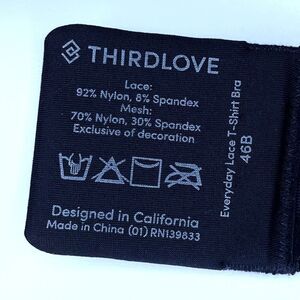 THIRDLOVE
Lace:
92% Nylon, 8% Spandex
Mesh:
70% Nylon, 30% Spandex
Exclusive of decoration
Designed in California
Made in China (01) RN139833
Everyday Lace T-Shirt Bra
46B